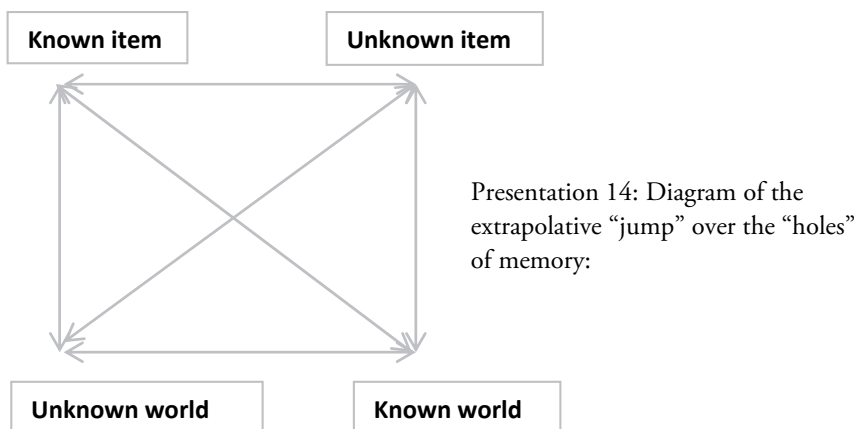 Known item
Unknown item
Presentation 14: Diagram of the
extrapolative “jump” over the “holes”
of memory:
Unknown world
Known world